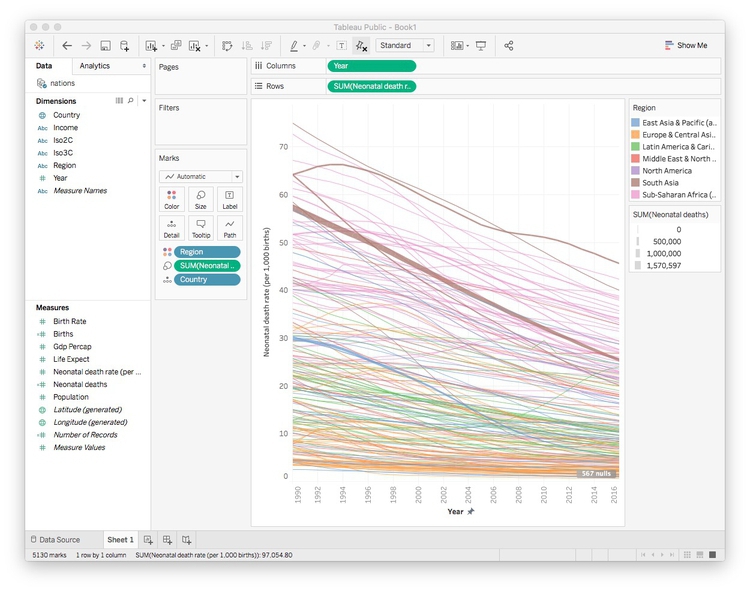 Tableau Public - Book1
Standard
Show Me
Data
Analytics
nations
Dimensions
Country
Abc Income
Abc Iso2C
Abc Iso3C
Abc Region
# Year
Abc Measure Names
Measures
# Birth Rate
=# Births
# Gdp Percap
# Life Expect
# Neonatal death rate (per ...
=# Neonatal deaths
# Population
Latitude (generated)
Longitude (generated)
=# Number of Records
# Measure Values
Pages
Filters
Marks
Automatic
Color
Size
T
Label
Detail
Tooltip
Path
Region
SUM(Neonatal ..
Country
Columns
Year
Rows
SUM(Neonatal death r..
Neonatal death rate (per 1,000 births)
70
60
50
40
30
20
10
0
567 nulls
1990 1992 1994 1996 1998 2000 2002 2004 2006 2008 2010 2012 2014 2016
Year
Region
East Asia & Pacific (a..
Europe & Central Asi..
Latin America & Cari..
Middle East & North ..
North America
South Asia
Sub-Saharan Africa (..
SUM(Neonatal deaths)
0
500,000
1,000,000
1,570,597
Data Source
Sheet 1
5130 marks
1 row by 1 column
SUM(Neonatal death rate (per 1,000 births)): 97,054.80